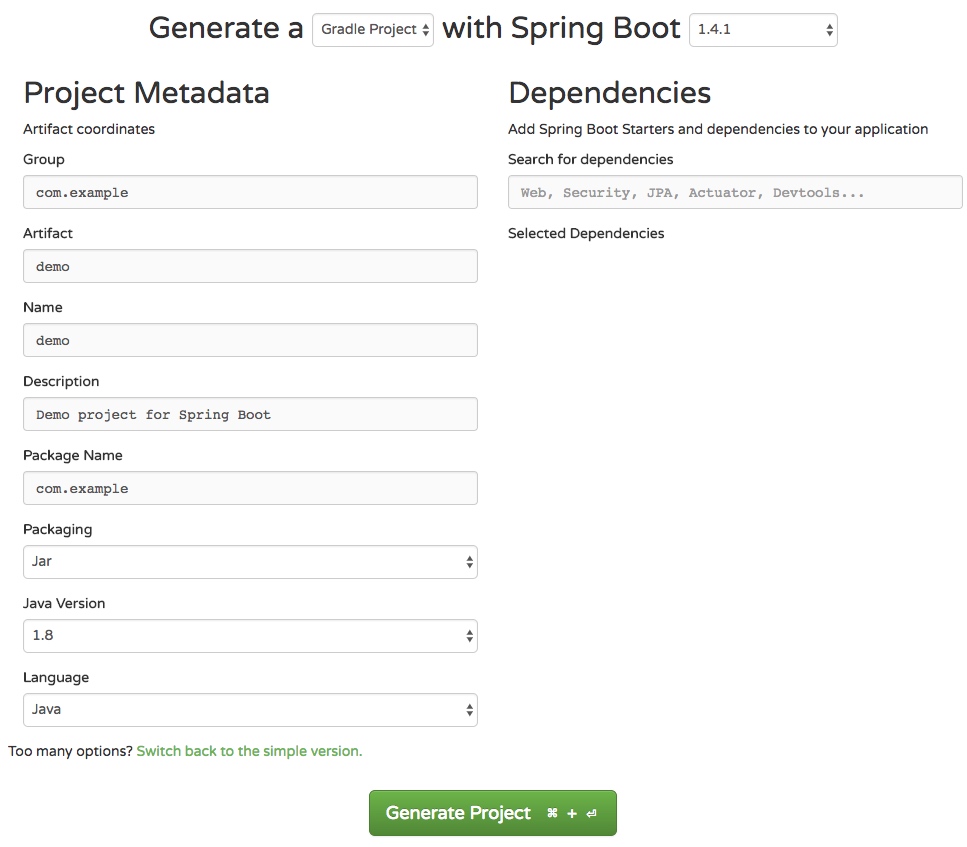 Generate a Gradle Project with Spring Boot 1.4.1
Project Metadata
Artifact coordinates
Group
com.example
Artifact
demo
Name
demo
Description
Demo project for Spring Boot
Package Name
com.example
Packaging
Jar
Java Version
1.8
Language
Java
Too many options? Switch back to the simple version.
Dependencies
Add Spring Boot Starters and dependencies to your application
Search for dependencies
Web, Security, JPA, Actuator, Devtools...
Selected Dependencies
Generate Project ⌘ + ⏎